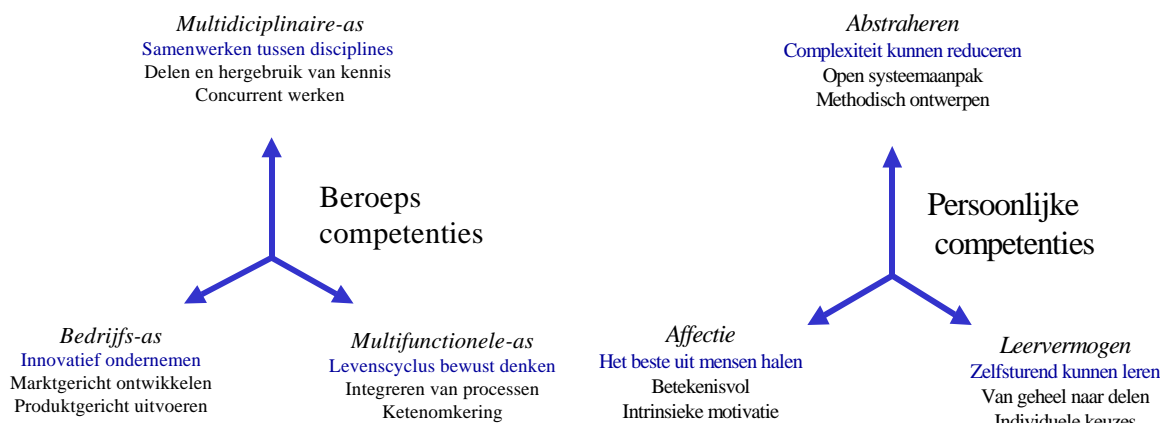 Multidiciplinaire-as
Samenwerken tussen disciplines
Delen en hergebruik van kennis
Concurrent werken
Beroeps
competenties
Bedrijfs-as
Innovatief ondernemen
Marktgericht ontwikkelen
Produktgericht uitvoeren
Multifunctionele-as
Levenscyclus bewust denken
Integreren van processen
Ketenomkering
Abstraheren
Complexiteit kunnen reduceren
Open systeemaanpak
Methodisch ontwerpen
Persoonlijke
competenties
Affectie
Het beste uit mensen halen
Betekenisvol
Intrinsieke motivatie
Leervermogen
Zelfsturend kunnen leren
Van geheel naar delen
Individuele keuzes